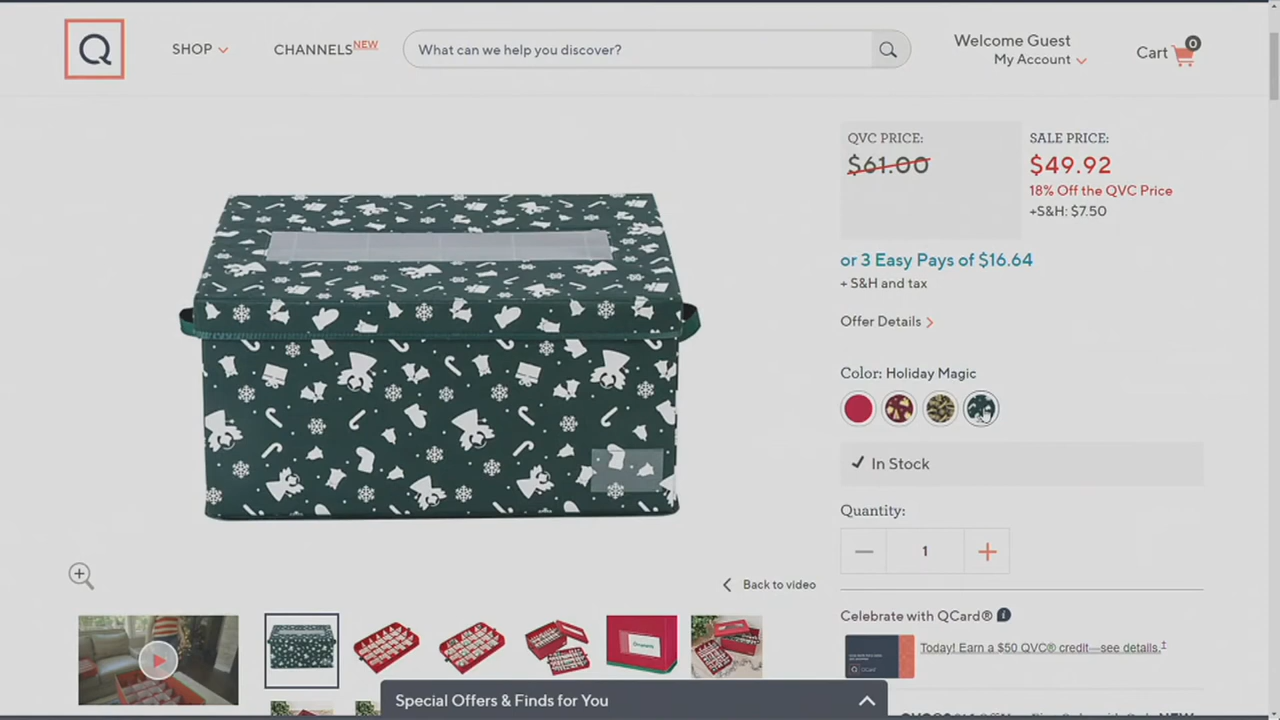 Q
SHOP
CHANNELS NEW
What can we help you discover?
Welcome Guest
My Account
Cart 0
QVC PRICE:
$61.00
SALE PRICE:
$49.92
18% Off the QVC Price
+S&H: $7.50
or 3 Easy Pays of $16.64
+ S&H and tax
Offer Details
Color: Holiday Magic
In Stock
Quantity:
1
Back to video
Celebrate with QCard®
Today! Earn a $50 QVC® credit—see details.‡
Ornaments
Special Offers & Finds for You